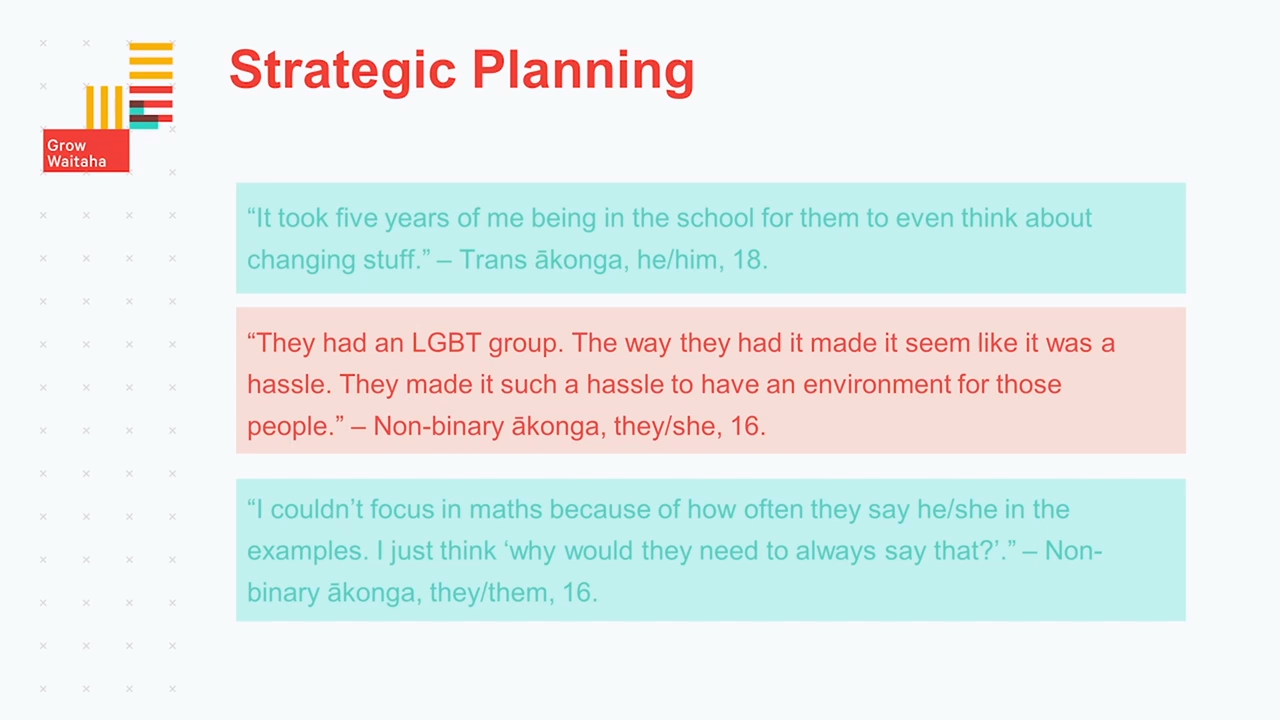 Strategic Planning
Grow
Waitaha
“It took five years of me being in the school for them to even think about
changing stuff.” – Trans ākonga, he/him, 18.
“They had an LGBT group. The way they had it made it seem like it was a
hassle. They made it such a hassle to have an environment for those
people.” – Non-binary ākonga, they/she, 16.
“I couldn’t focus in maths because of how often they say he/she in the
examples. I just think ‘why would they need to always say that?’.” – Non-
binary ākonga, they/them, 16.